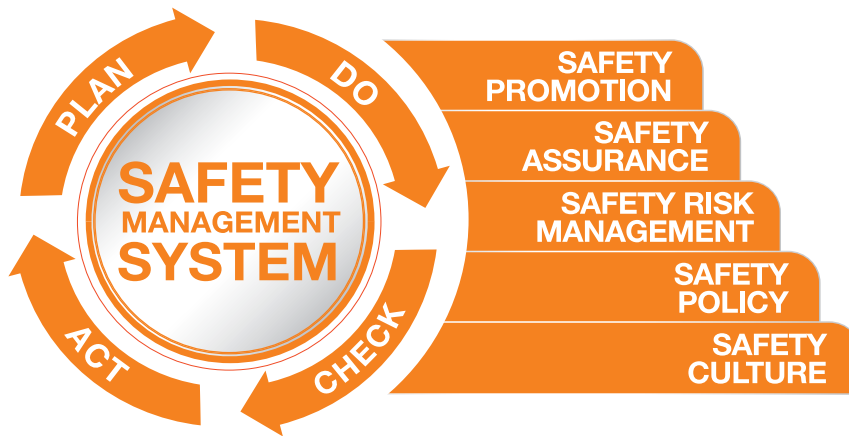 PLAN
DO
CHECK
ACT
SAFETY
MANAGEMENT
SYSTEM
SAFETY
PROMOTION
SAFETY
ASSURANCE
SAFETY RISK
MANAGEMENT
SAFETY
POLICY
SAFETY
CULTURE